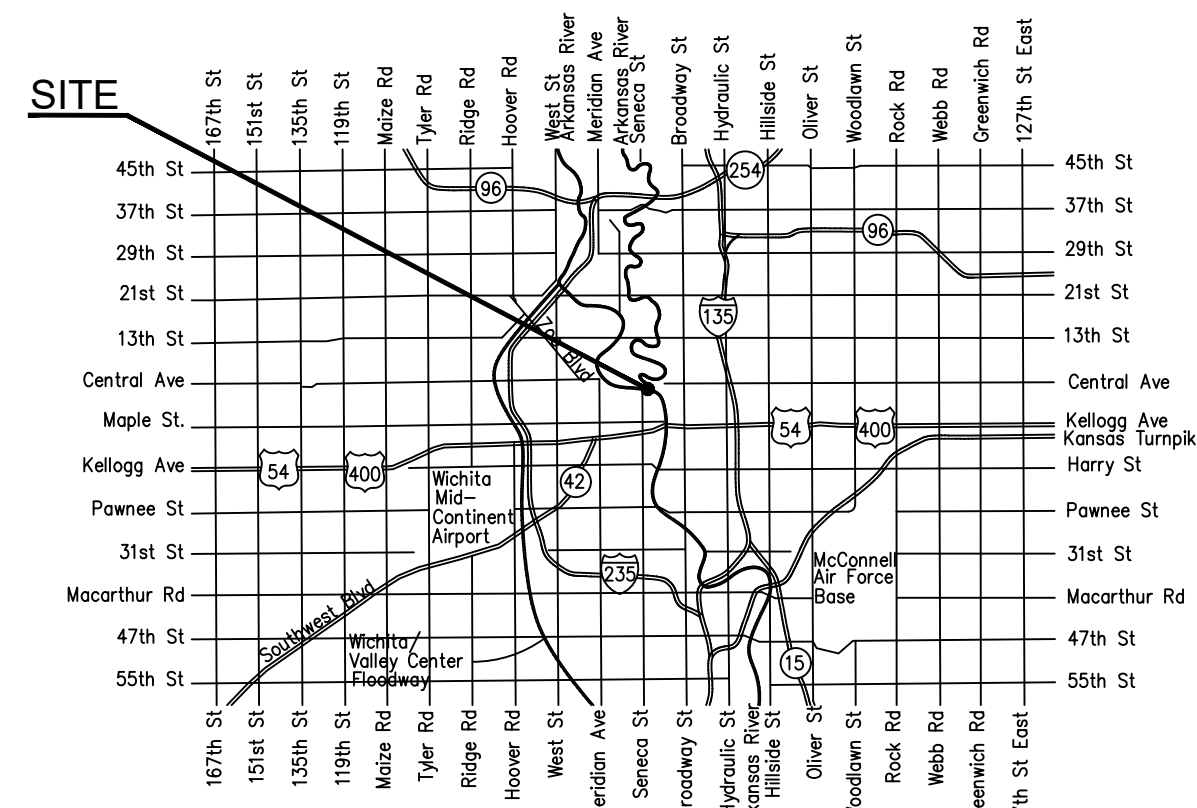 SITE
167th St
151st St
135th St
119th St
Maize Rd
Tyler Rd
Ridge Rd
Hoover Rd
West St
Arkansas River
Meridian Ave
Arkansas River
Seneca St
Broadway St
Hydraulic St
Hillside St
Oliver St
Woodlawn St
Rock Rd
Webb Rd
Greenwich Rd
127th St East
45th St
37th St
29th St
21st St
13th St
Central Ave
Maple St.
Kellogg Ave
Pawnee St
31st St
Macarthur Rd
47th St
55th St
96
254
96
135
Zoo Blvd
54
400
54
400
42
235
15
Wichita
Mid-
Continent
Airport
McConnell
Air Force
Base
Southwest Blvd
Wichita/
Valley Center
Floodway
45th St
37th St
29th St
21st St
13th St
Central Ave
Kellogg Ave
Kansas Turnpik
Harry St
Pawnee St
31st St
Macarthur Rd
47th St
55th St
167th St
151st St
135th St
119th St
Maize Rd
Tyler Rd
Ridge Rd
Hoover Rd
West St
eridian Ave
Seneca St
roadway St
Hydraulic St
kansas River
Hillside St
Oliver St
oodlawn St
Rock Rd
Webb Rd
eenwich Rd
7th St East